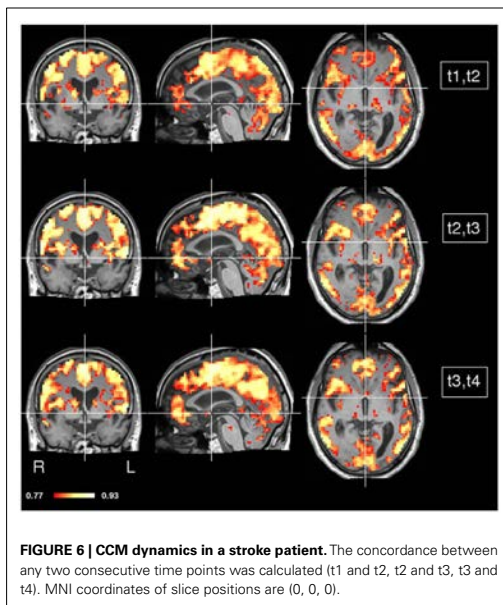 t1,t2
t2,t3
t3,t4
R L
0.77 0.93
FIGURE 6 | CCM dynamics in a stroke patient. The concordance between
any two consecutive time points was calculated (t1 and t2, t2 and t3, t3 and
t4). MNI coordinates of slice positions are (0, 0, 0).